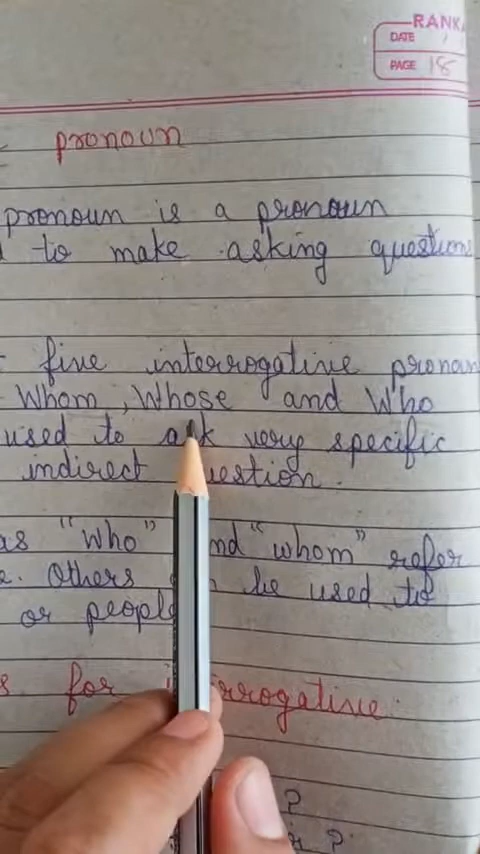 RANKA
DATE
PAGE 18
pronoun
pronoun is a pronoun
to make asking questions
five interrogative pronoun
Whom, Whose and Who
used to ask very specific
indirect question.
as "who" and "whom" refer
Others can be used to
or people
for interrogative
?
?